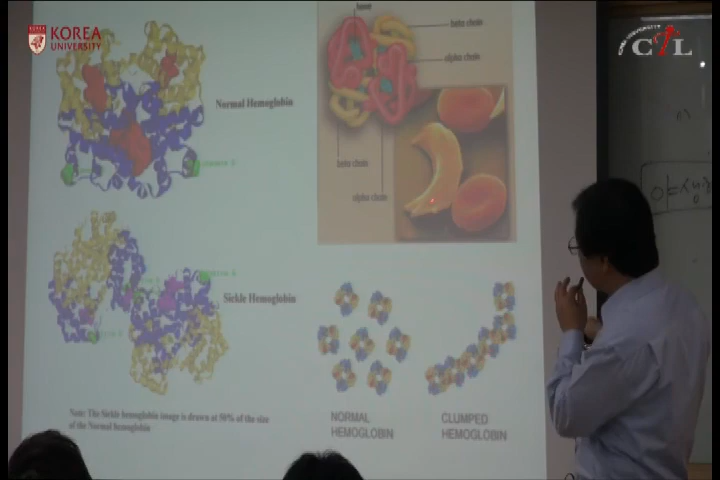 KOREA
UNIVERSITY
CTL
heme
beta chain
alpha chain
Normal Hemoglobin
beta chain
alpha chain
Sickle Hemoglobin
Note: The Sickle hemoglobin image is drawn at 50% of the size
of the Normal hemoglobin
NORMAL
HEMOGLOBIN
CLUMPED
HEMOGLOBIN